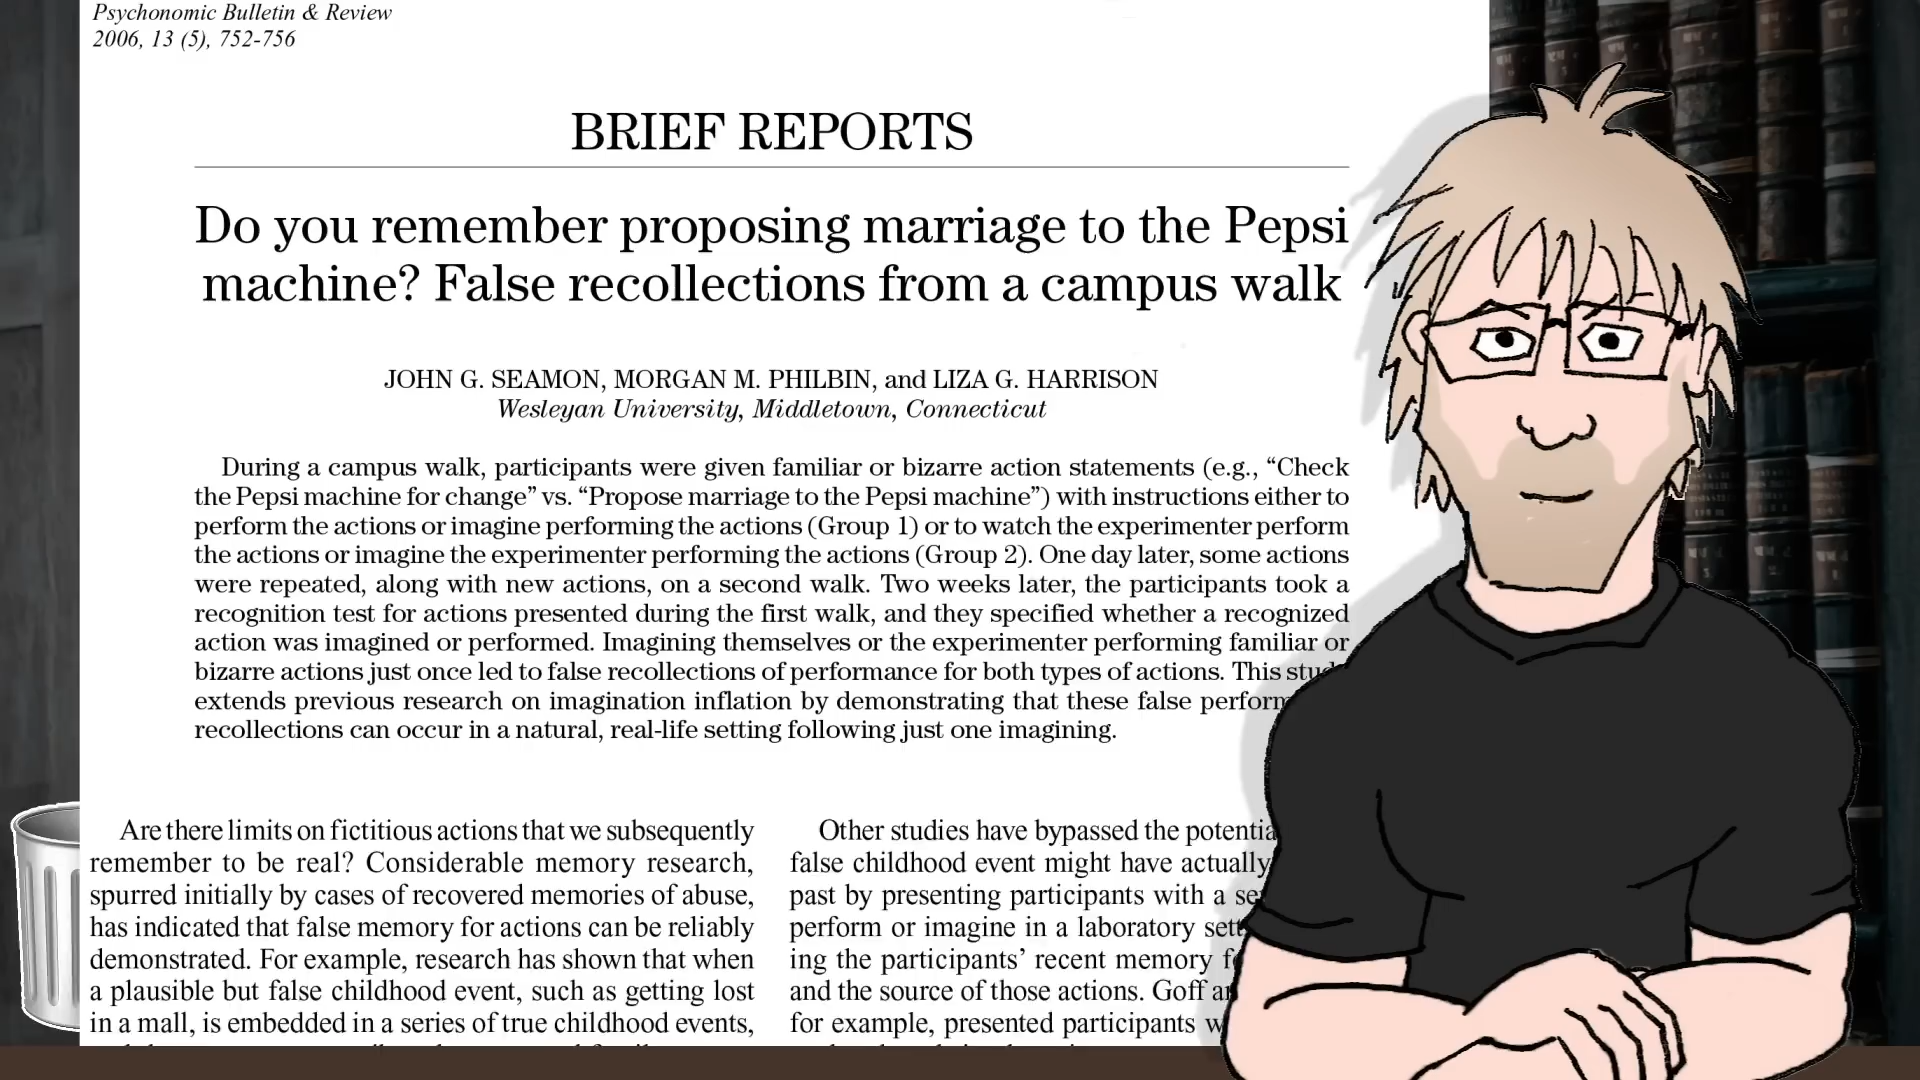 Psychonomic Bulletin & Review
2006, 13 (5), 752-756
BRIEF REPORTS
Do you remember proposing marriage to the Pepsi
machine? False recollections from a campus walk
JOHN G. SEAMON, MORGAN M. PHILBIN, and LIZA G. HARRISON
Wesleyan University, Middletown, Connecticut
During a campus walk, participants were given familiar or bizarre action statements (e.g., “Check
the Pepsi machine for change” vs. “Propose marriage to the Pepsi machine”) with instructions either to
perform the actions or imagine performing the actions (Group 1) or to watch the experimenter perform
the actions or imagine the experimenter performing the actions (Group 2). One day later, some actions
were repeated, along with new actions, on a second walk. Two weeks later, the participants took a
recognition test for actions presented during the first walk, and they specified whether a recognized
action was imagined or performed. Imagining themselves or the experimenter performing familiar or
bizarre actions just once led to false recollections of performance for both types of actions. This
extends previous research on imagination inflation by demonstrating that these false
recollections can occur in a natural, real-life setting following just one imagining.
Are there limits on fictitious actions that we subsequently
remember to be real? Considerable memory research,
spurred initially by cases of recovered memories of abuse,
has indicated that false memory for actions can be reliably
demonstrated. For example, research has shown that when
a plausible but false childhood event, such as getting lost
in a mall, is embedded in a series of true childhood events,
Other studies have bypassed the
false childhood event might have actually
past by presenting participants with a
perform or imagine in a laboratory
ing the participants’ recent memory
and the source of those actions. Goff
for example, presented participants